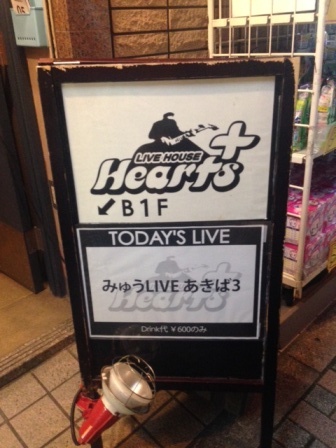 LIVE HOUSE
Hearts+
↙ B1F
TODAY'S LIVE
みゅうLIVE あきば3
Drink代 ¥600のみ